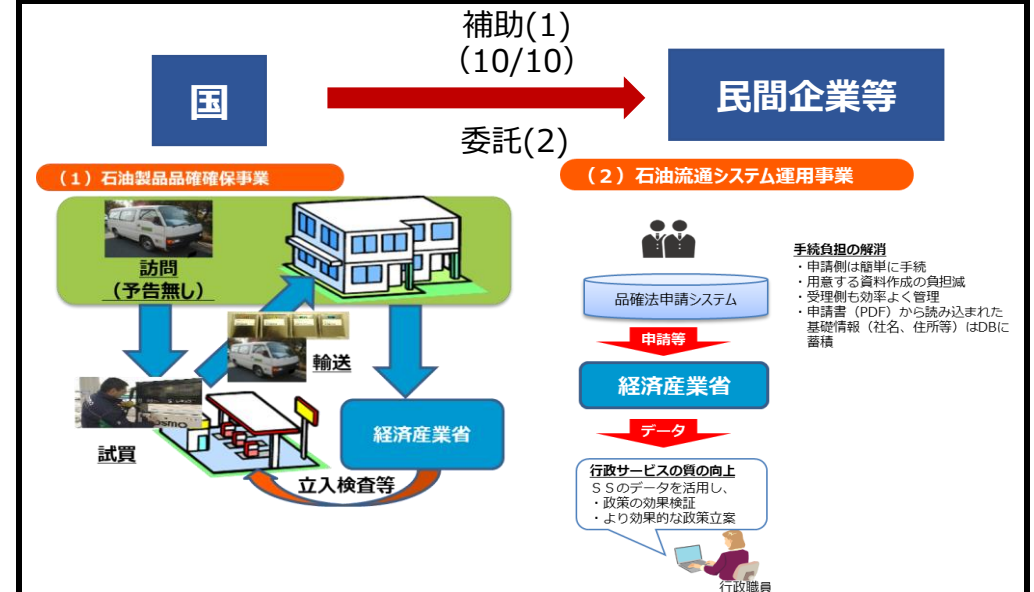 補助(1)
（10/10）
国
民間企業等
委託(2)
（１）石油製品品確確保事業
訪問
（予告無し）
輸送
試買
経済産業省
立入検査等
（２）石油流通システム運用事業
品確法申請システム
申請等
経済産業省
データ
行政サービスの質の向上
ＳＳのデータを活用し、
・政策の効果検証
・より効果的な政策立案
行政職員
手続負担の解消
・申請側は簡単に手続
・用意する資料作成の負担減
・受理側も効率よく管理
・申請書（PDF）から読み込まれた
基礎情報（社名、住所等）はDBに
蓄積